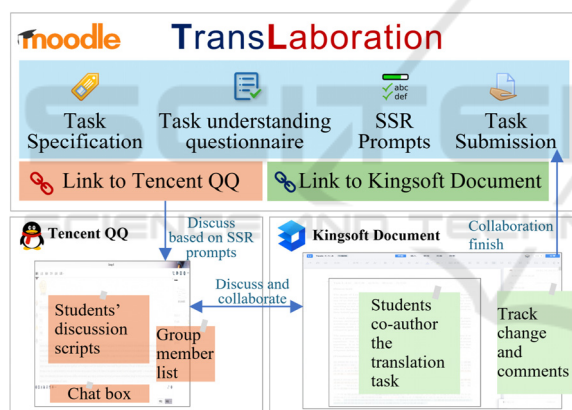 moodle
TransLaboration
Task Specification
Task understanding questionnaire
abc
def
SSR Prompts
Task Submission
Link to Tencent QQ
Link to Kingsoft Document
Tencent QQ
Discuss
based on SSR
prompts
Kingsoft Document
Collaboration
finish
Discuss and
collaborate
Students'
discussion
scripts
Group
member
list
Chat box
Students
co-author
the
translation
task
Track
change
and
comments